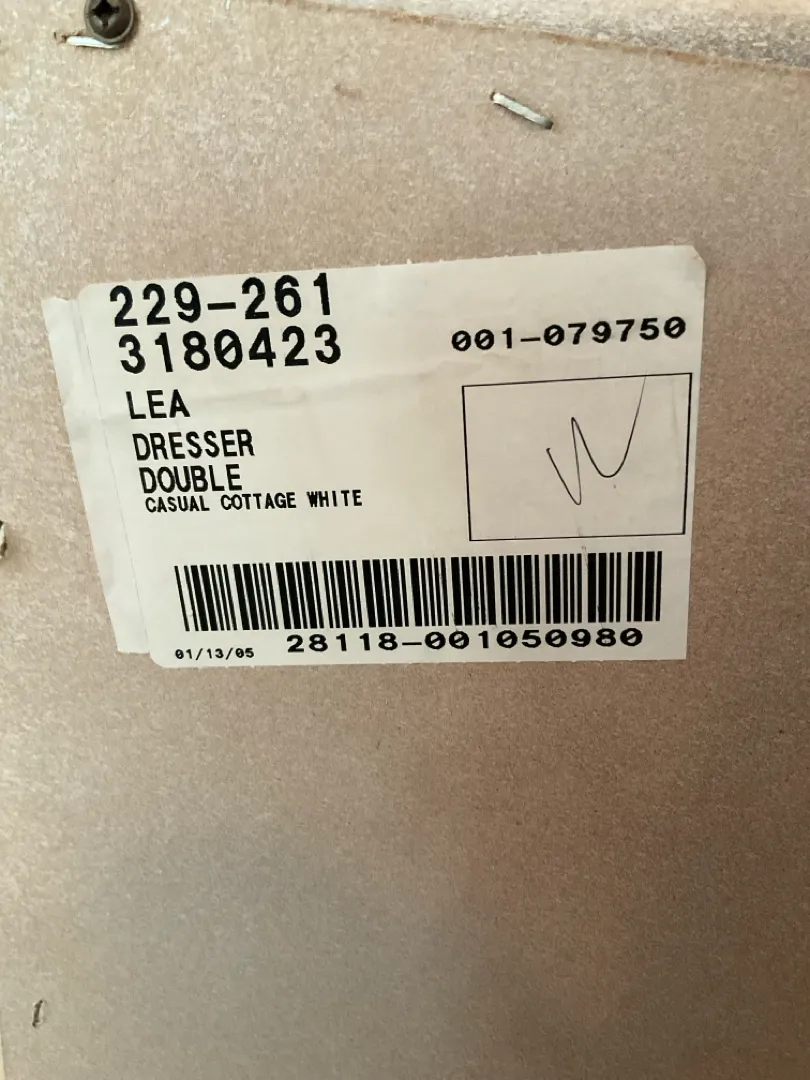 229-261
3180423
001-079750
LEA
DRESSER
DOUBLE
CASUAL COTTAGE WHITE
01/13/05
28118-001050980